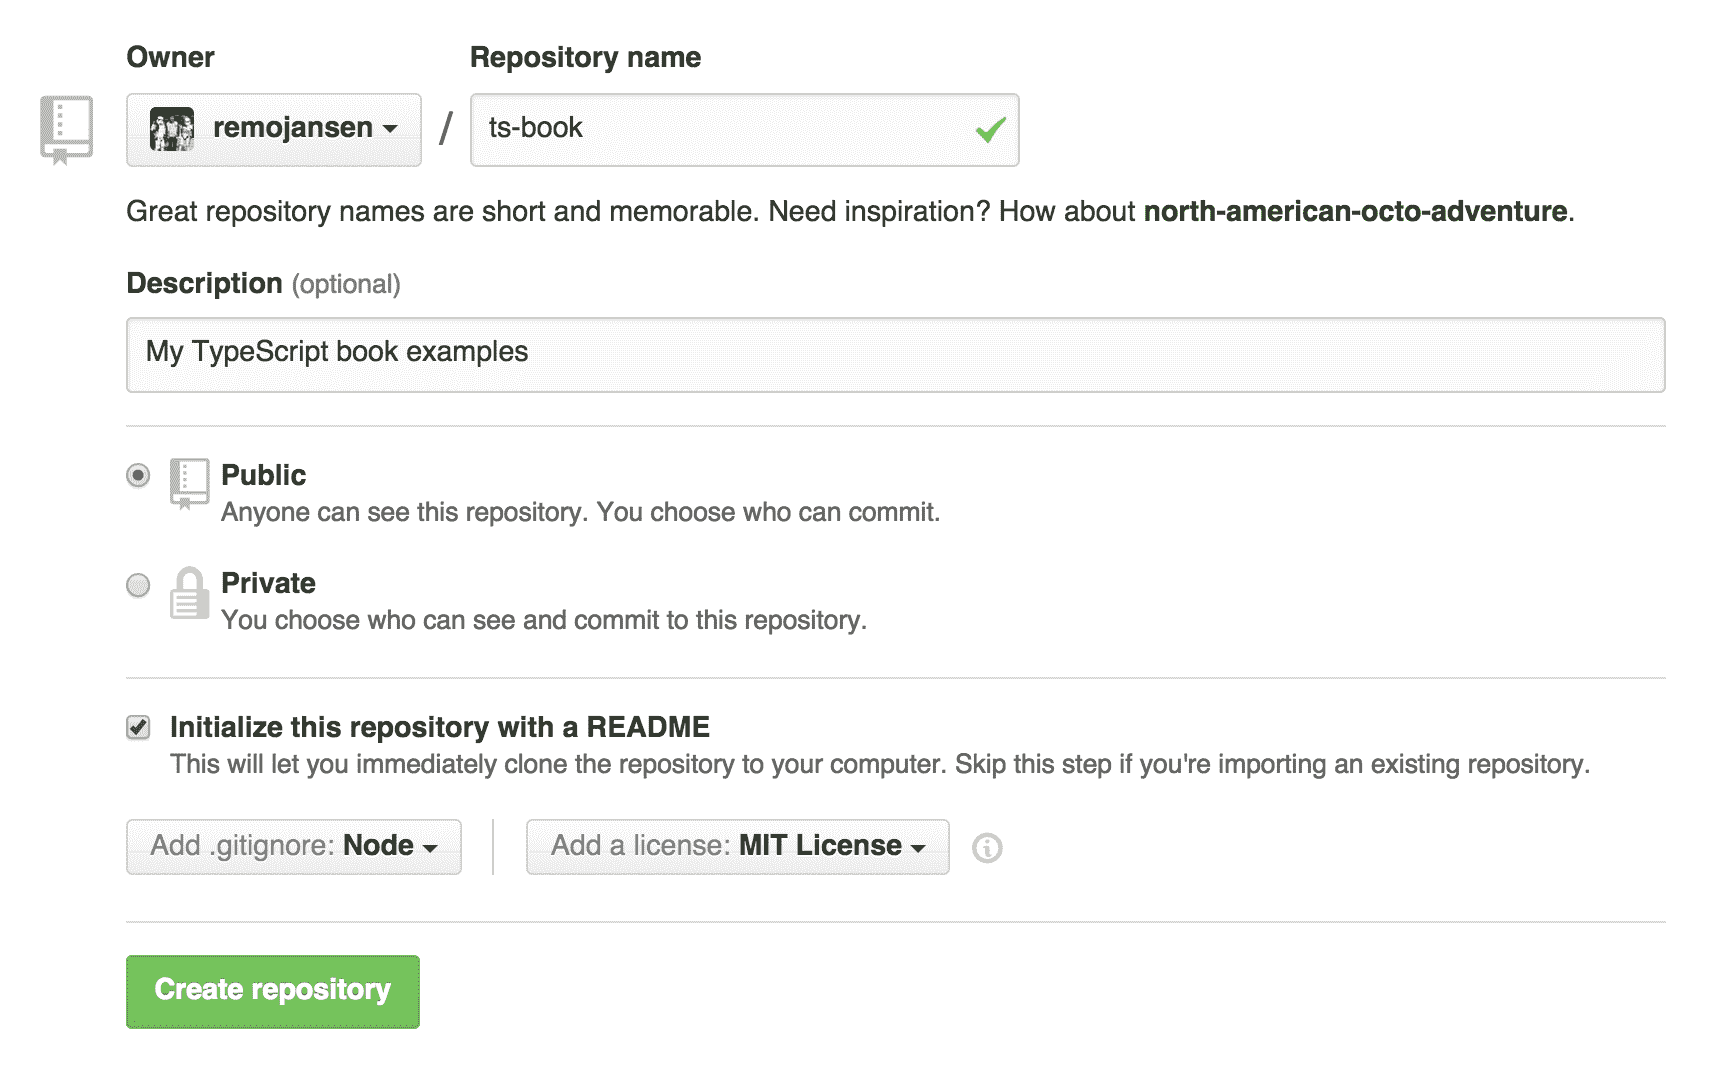 Owner
Repository name
remojansen / ts-book
Great repository names are short and memorable. Need inspiration? How about north-american-octo-adventure.
Description (optional)
My TypeScript book examples
Public
Anyone can see this repository. You choose who can commit.
Private
You choose who can see and commit to this repository.
Initialize this repository with a README
This will let you immediately clone the repository to your computer. Skip this step if you're importing an existing repository.
Add .gitignore: Node
Add a license: MIT License
Create repository